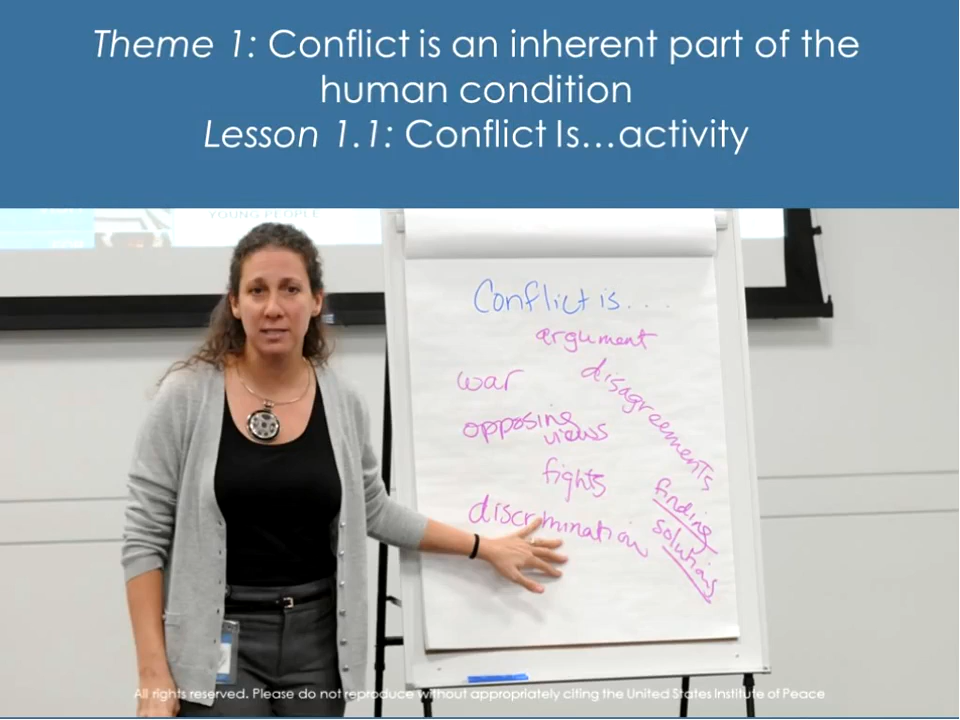 Theme 1: Conflict is an inherent part of the
human condition
Lesson 1.1: Conflict Is…activity
YOUNG PEOPLE
Conflict is. . . .
argument
war
disagreements
opposing
views
fights
finding
solutions
discrimination
All rights reserved. Please do not reproduce without appropriately citing the United States Institute of Peace